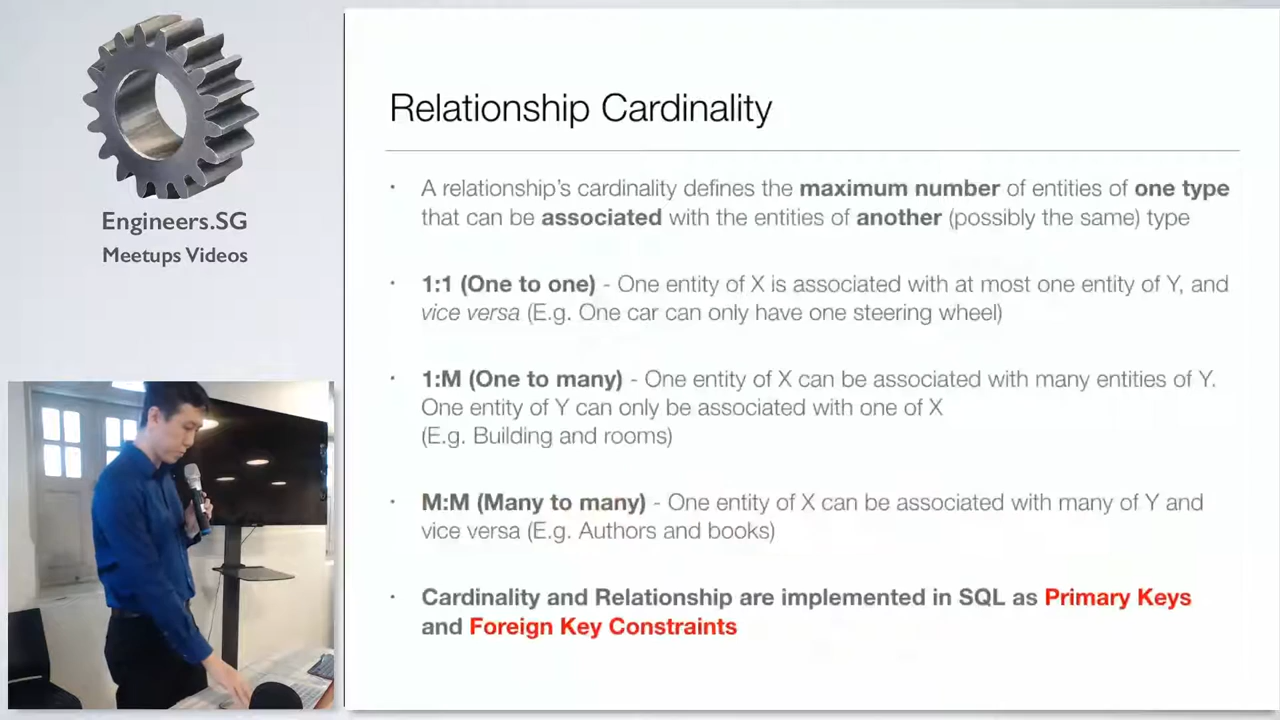 Engineers.SG
Meetups Videos
Relationship Cardinality
• A relationship's cardinality defines the maximum number of entities of one type
that can be associated with the entities of another (possibly the same) type
• 1:1 (One to one) - One entity of X is associated with at most one entity of Y, and
vice versa (E.g. One car can only have one steering wheel)
• 1:M (One to many) - One entity of X can be associated with many entities of Y.
One entity of Y can only be associated with one of X
(E.g. Building and rooms)
• M:M (Many to many) - One entity of X can be associated with many of Y and
vice versa (E.g. Authors and books)
• Cardinality and Relationship are implemented in SQL as Primary Keys
and Foreign Key Constraints